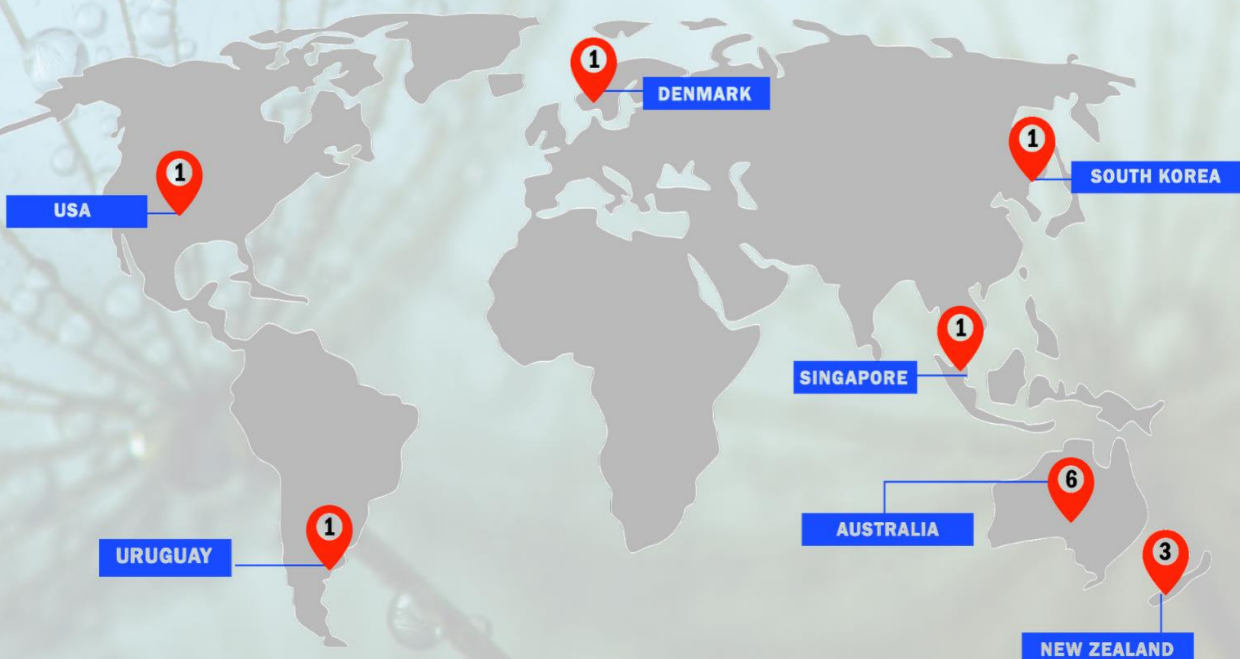 1
DENMARK
1
SOUTH KOREA
1
USA
1
SINGAPORE
6
AUSTRALIA
1
URUGUAY
3
NEW ZEALAND